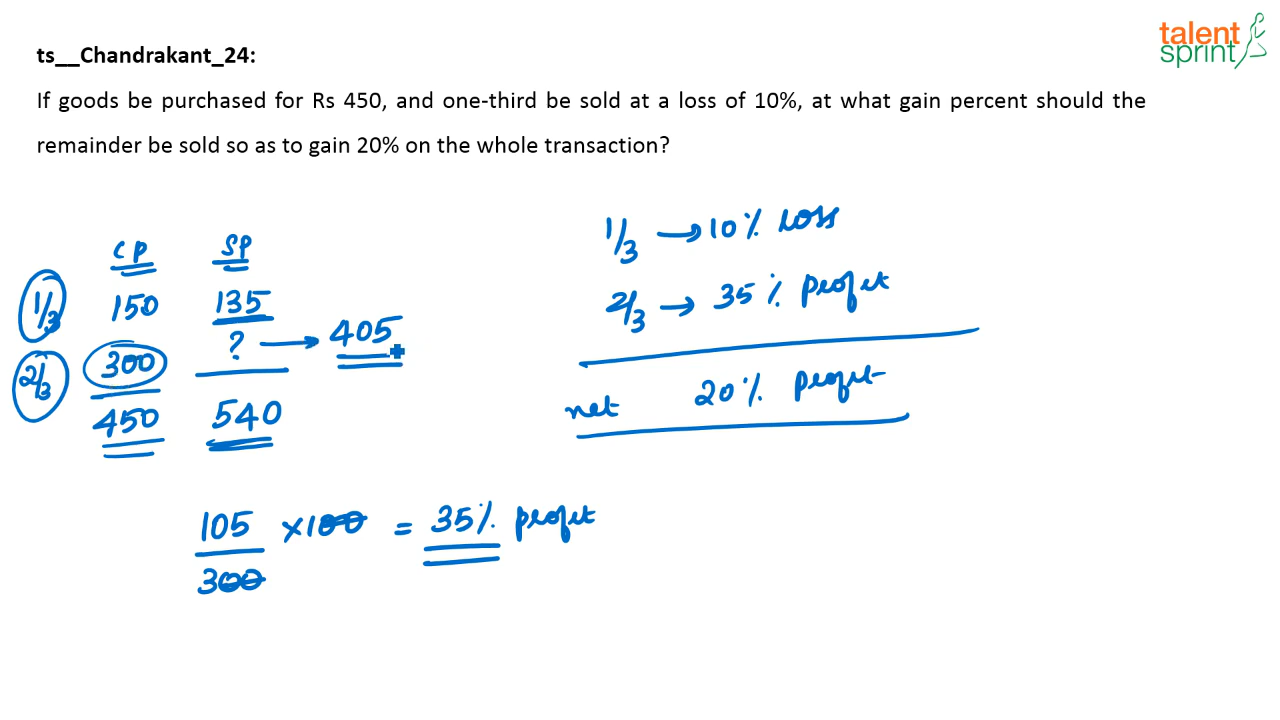 talent
sprint
ts__Chandrakant_24:
If goods be purchased for Rs 450, and one-third be sold at a loss of 10%, at what gain percent should the
remainder be sold so as to gain 20% on the whole transaction?
CP SP
1/3 150 135
? → 405
2/3 300
450 540
1/3 → 10% Loss
2/3 → 35% profit
net 20% profit
105/300 ×100 = 35% profit